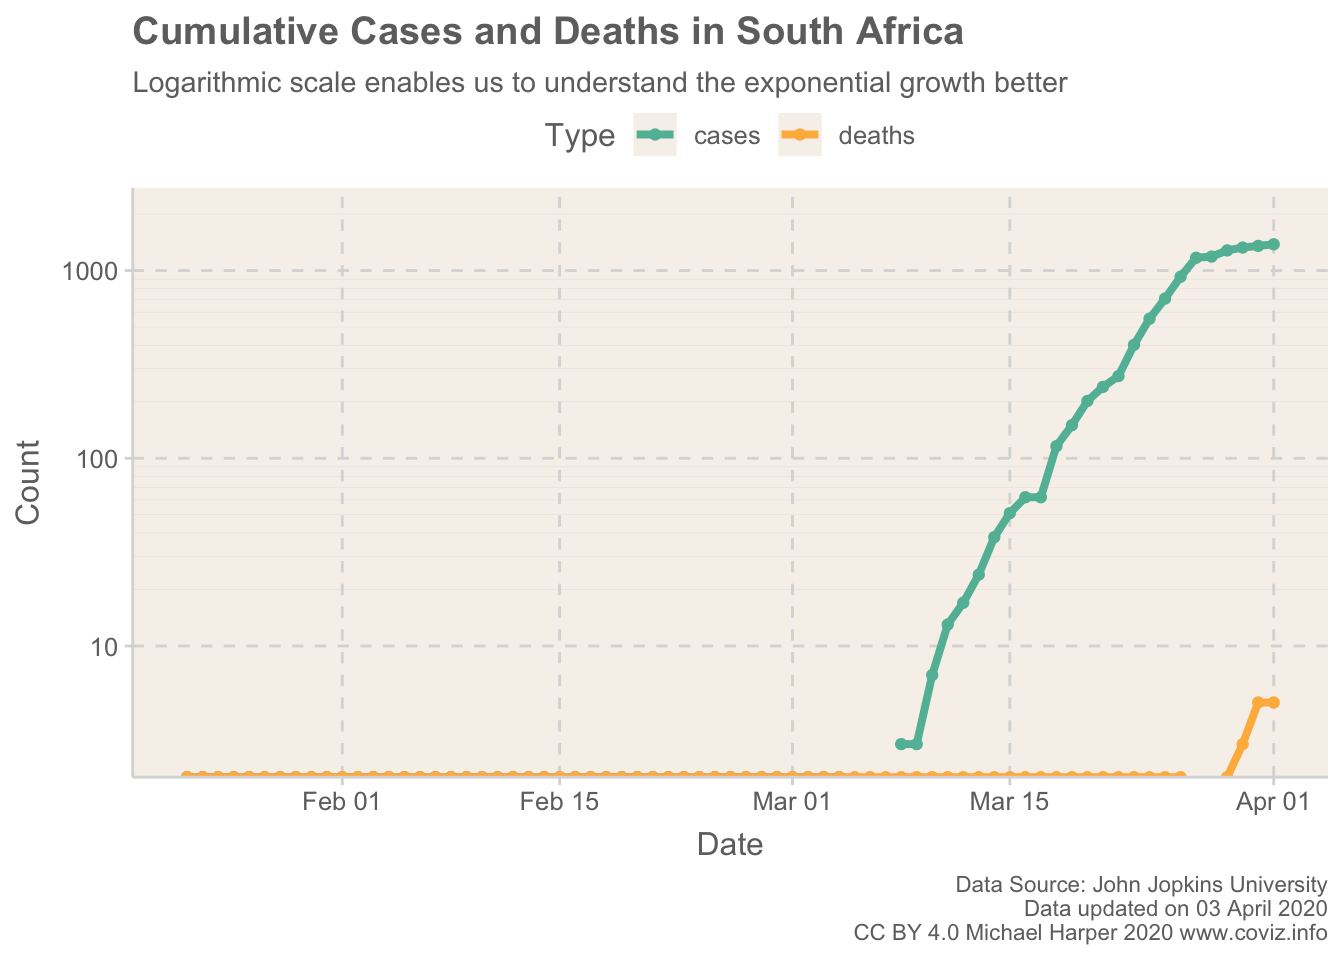 Cumulative Cases and Deaths in South Africa
Logarithmic scale enables us to understand the exponential growth better
Type cases deaths
1000
100
10
Count
Feb 01 Feb 15 Mar 01 Mar 15 Apr 01
Date
Data Source: John Jopkins University
Data updated on 03 April 2020
CC BY 4.0 Michael Harper 2020 www.coviz.info